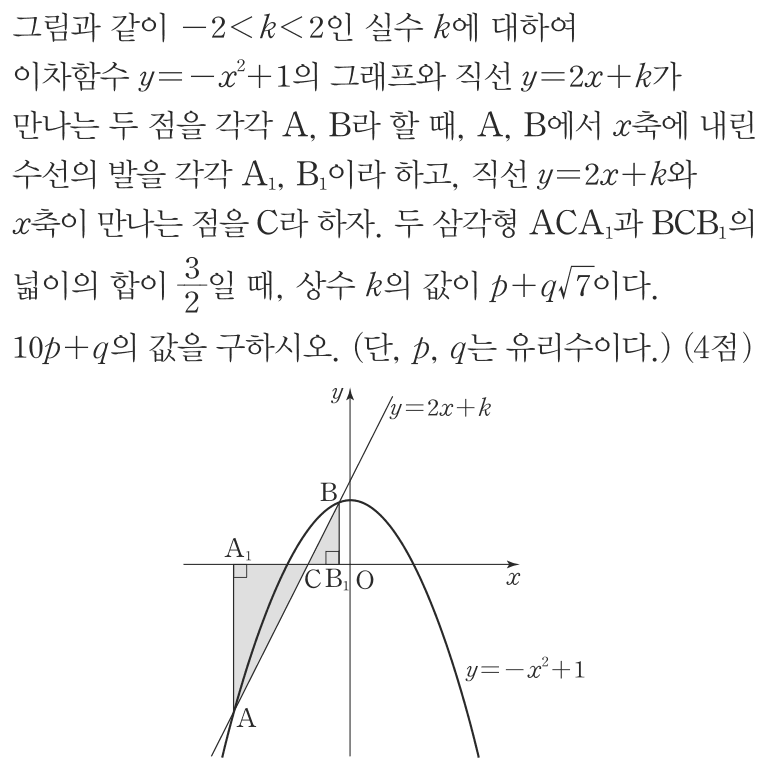 그림과 같이 −2<k<2인 실수 k에 대하여
이차함수 y=−x²+1의 그래프와 직선 y=2x+k가
만나는 두 점을 각각 A, B라 할 때, A, B에서 x축에 내린
수선의 발을 각각 A₁, B₁이라 하고, 직선 y=2x+k와
x축이 만나는 점을 C라 하자. 두 삼각형 ACA₁과 BCB₁의
넓이의 합이 3/2일 때, 상수 k의 값이 p+q√7이다.
10p+q의 값을 구하시오. (단, p, q는 유리수이다.) (4점)
y
y=2x+k
B
A₁
C B₁ O
x
y=−x²+1
A